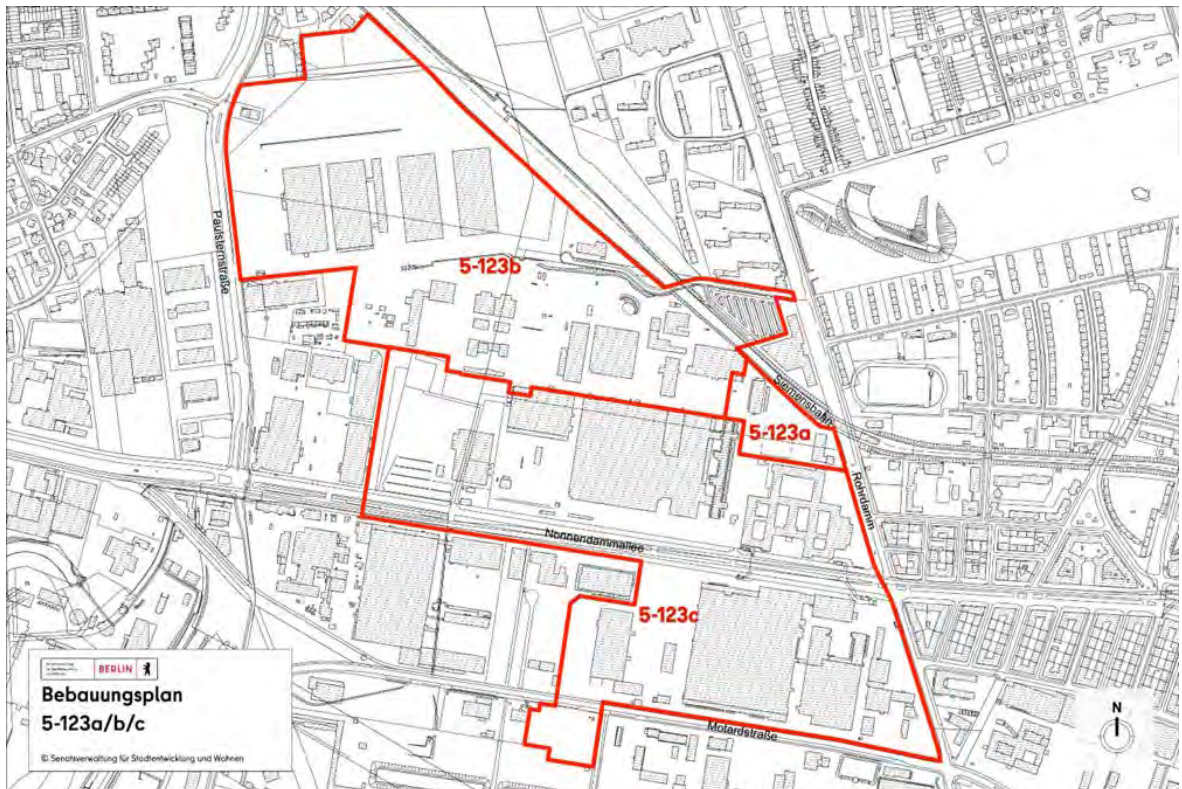 5-123b
Paulsternstraße
Siemensbahn
5-123a
Rohrdamm
Nonnendammallee
5-123c
BERLIN
Bebauungsplan
5-123a/b/c
Motardstraße
N
© Senatsverwaltung für Stadtentwicklung und Wohnen